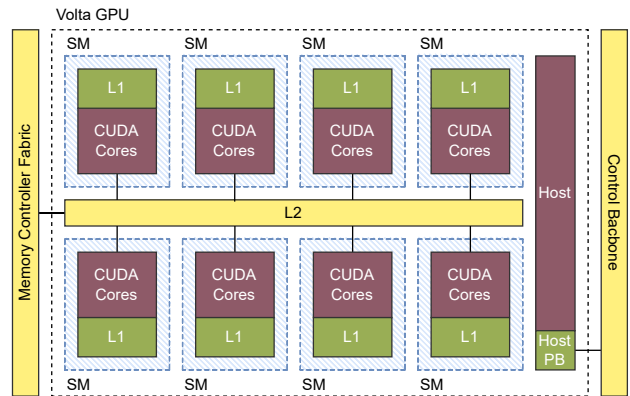 Volta GPU
SM
SM
SM
SM
L1
L1
L1
L1
CUDA
Cores
CUDA
Cores
CUDA
Cores
CUDA
Cores
Memory Controller Fabric
L2
Host
Control Bacbone
CUDA
Cores
CUDA
Cores
CUDA
Cores
CUDA
Cores
L1
L1
L1
L1
Host
PB
SM
SM
SM
SM